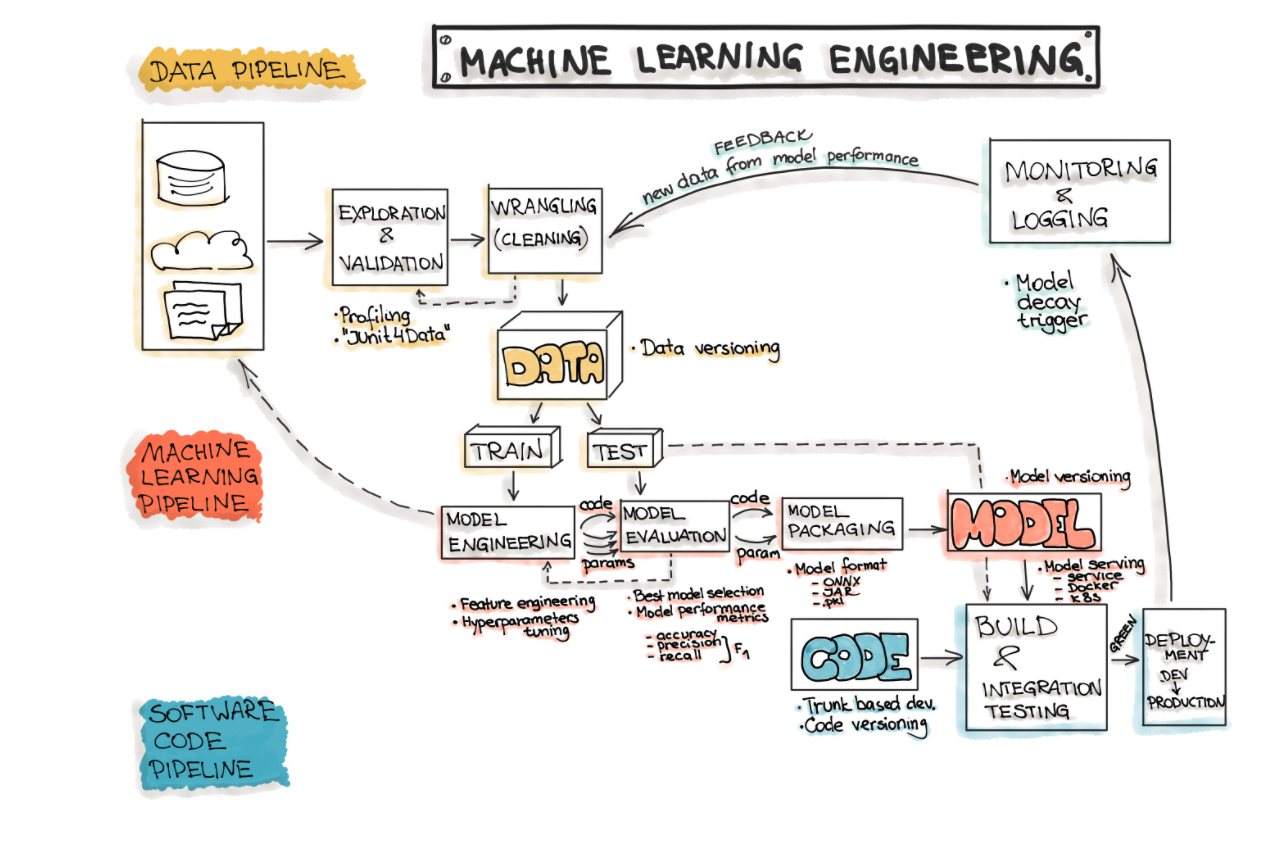 MACHINE LEARNING ENGINEERING
DATA PIPELINE
EXPLORATION
&
VALIDATION
· Profiling
· "JUnit4Data"
WRANGLING
(CLEANING)
FEEDBACK
new data from model performance
MONITORING
&
LOGGING
· Model
decay
trigger
DATA
· Data versioning
TRAIN
TEST
MACHINE
LEARNING
PIPELINE
MODEL
ENGINEERING
· Feature engineering
· Hyperparameters
tuning
code
params
MODEL
EVALUATION
· Best model selection
· Model performance
metrics
- accuracy
- precision
- recall
F1
code
param
MODEL
PACKAGING
· Model format
- ONNX
- JAR
- .pkl
· Model versioning
MODEL
· Model serving
- service
- Docker
- K8S
SOFTWARE
CODE
PIPELINE
CODE
· Trunk based dev.
· Code versioning
BUILD
&
INTEGRATION
TESTING
GREEN
DEPLOY-
MENT
DEV
↓
PRODUCTION